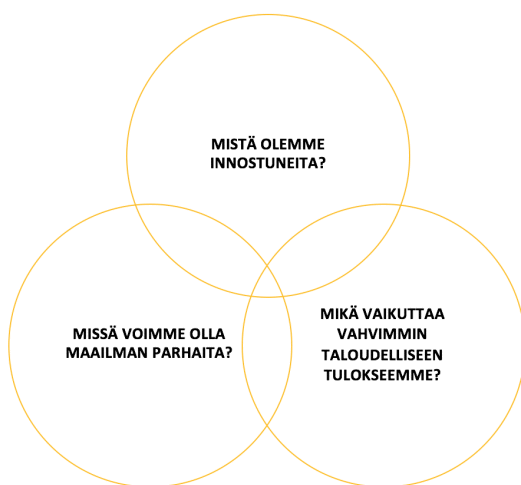 MISTÄ OLEMME
INNOSTUNEITA?
MISSÄ VOIMME OLLA
MAAILMAN PARHAITA?
MIKÄ VAIKUTTAA
VAHVIMMIN
TALOUDELLISEEN
TULOKSEEMME?